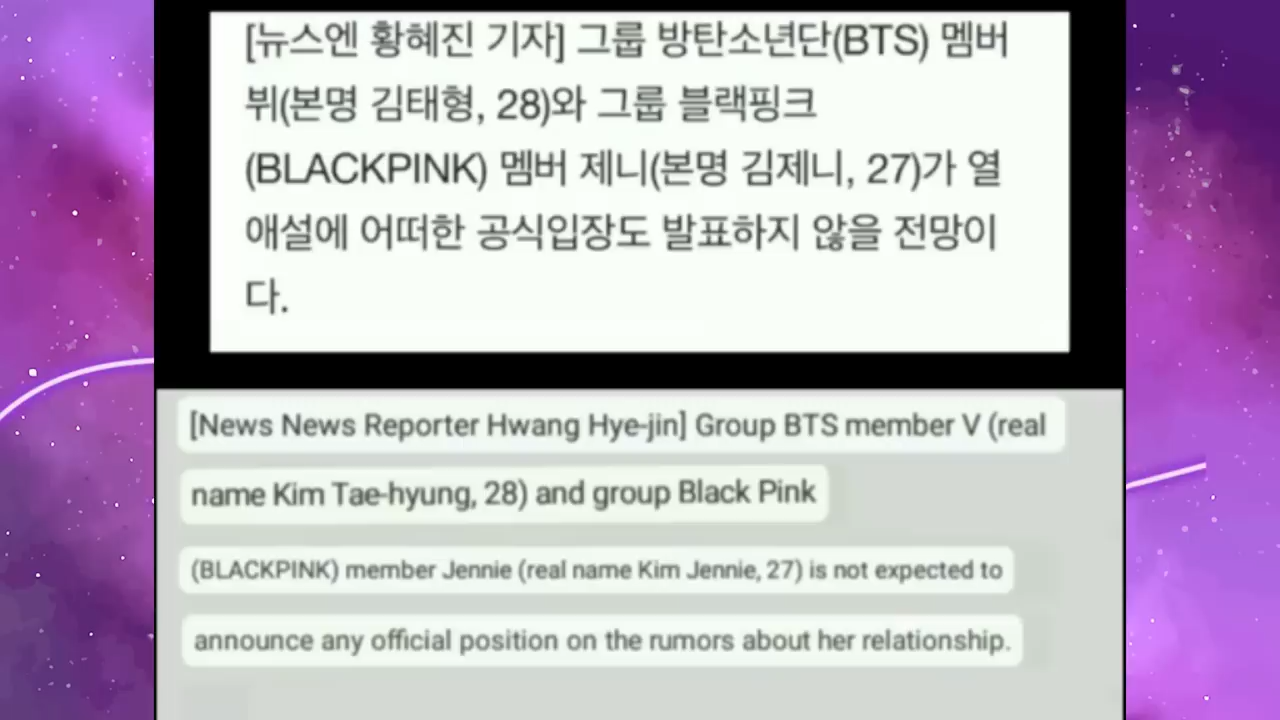 [뉴스엔 황혜진 기자] 그룹 방탄소년단(BTS) 멤버
뷔(본명 김태형, 28)와 그룹 블랙핑크
(BLACKPINK) 멤버 제니(본명 김제니, 27)가 열
애설에 어떠한 공식입장도 발표하지 않을 전망이
다.
[News News Reporter Hwang Hye-jin] Group BTS member V (real
name Kim Tae-hyung, 28) and group Black Pink
(BLACKPINK) member Jennie (real name Kim Jennie, 27) is not expected to
announce any official position on the rumors about her relationship.